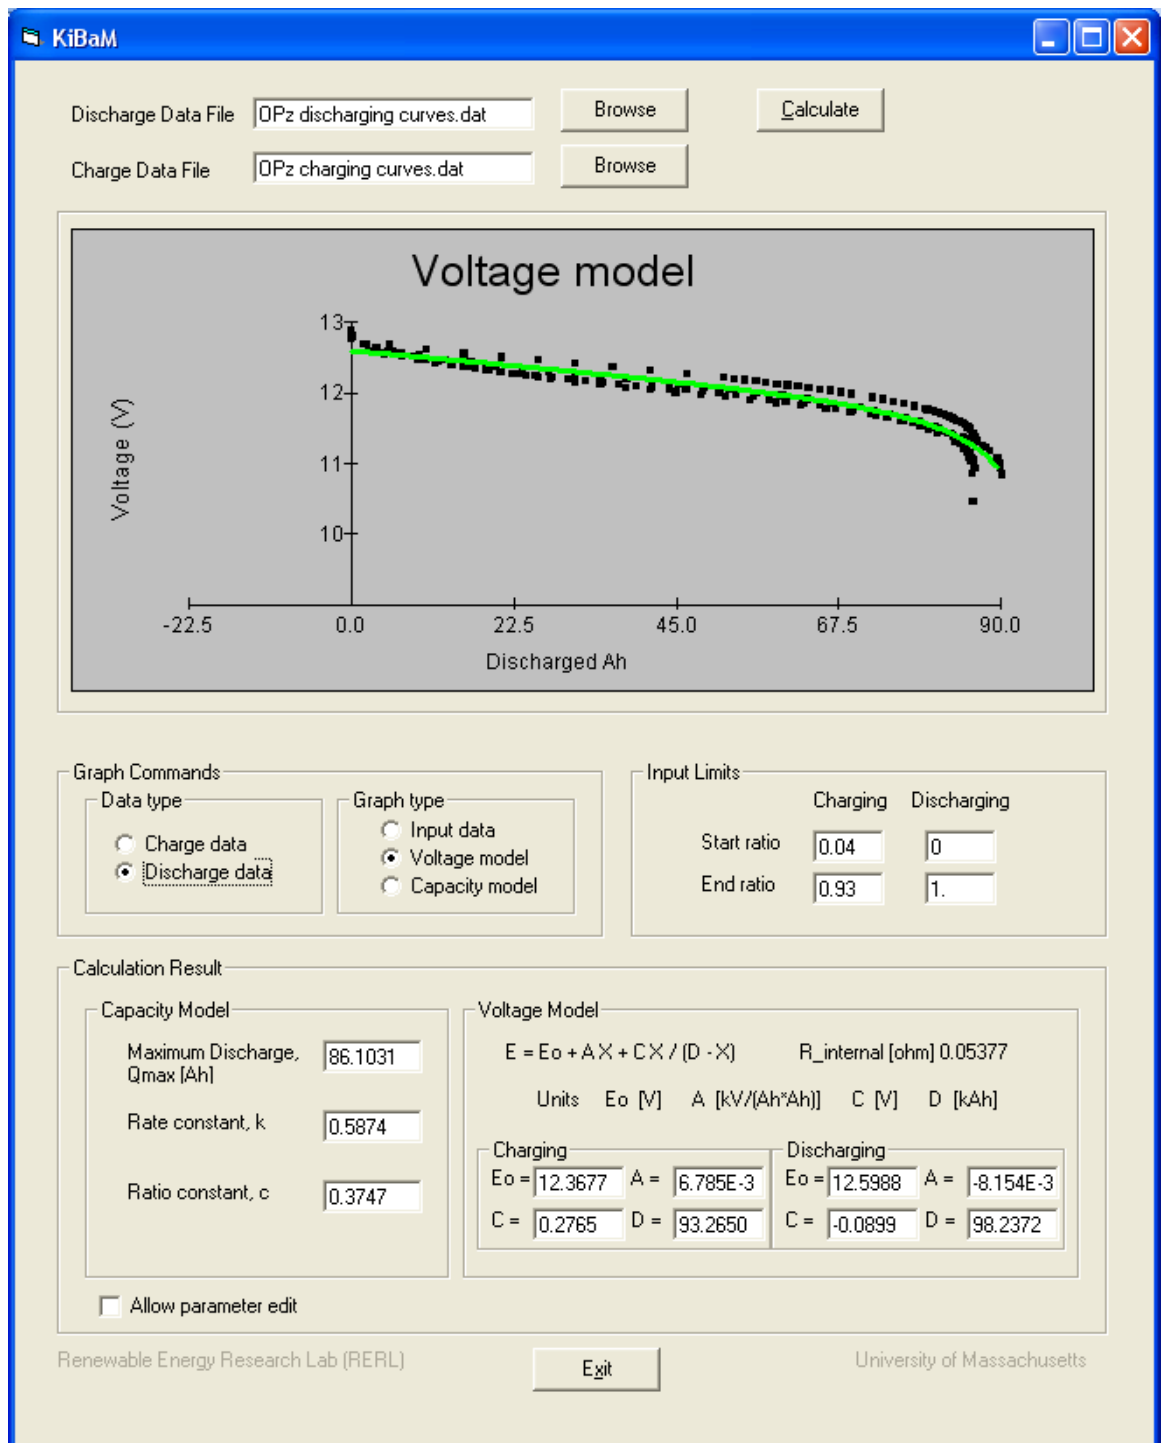 KiBaM
Discharge Data File OPz discharging curves.dat Browse Calculate
Charge Data File OPz charging curves.dat Browse
Voltage model
13
12
11
10
Voltage (V)
-22.5 0.0 22.5 45.0 67.5 90.0
Discharged Ah
Graph Commands
Data type
Charge data
Discharge data
Graph type
Input data
Voltage model
Capacity model
Input Limits
Charging Discharging
Start ratio 0.04 0
End ratio 0.93 1.
Calculation Result
Capacity Model
Maximum Discharge,
Qmax [Ah] 86.1031
Rate constant, k 0.5874
Ratio constant, c 0.3747
Voltage Model
E = Eo + A X + C X / (D - X) R_internal [ohm] 0.05377
Units Eo [V] A [kV/(Ah*Ah)] C [V] D [kAh]
Charging
Eo = 12.3677 A = 6.785E-3
C = 0.2765 D = 93.2650
Discharging
Eo = 12.5988 A = -8.154E-3
C = -0.0899 D = 98.2372
Allow parameter edit
Renewable Energy Research Lab (RERL) Exit University of Massachusetts